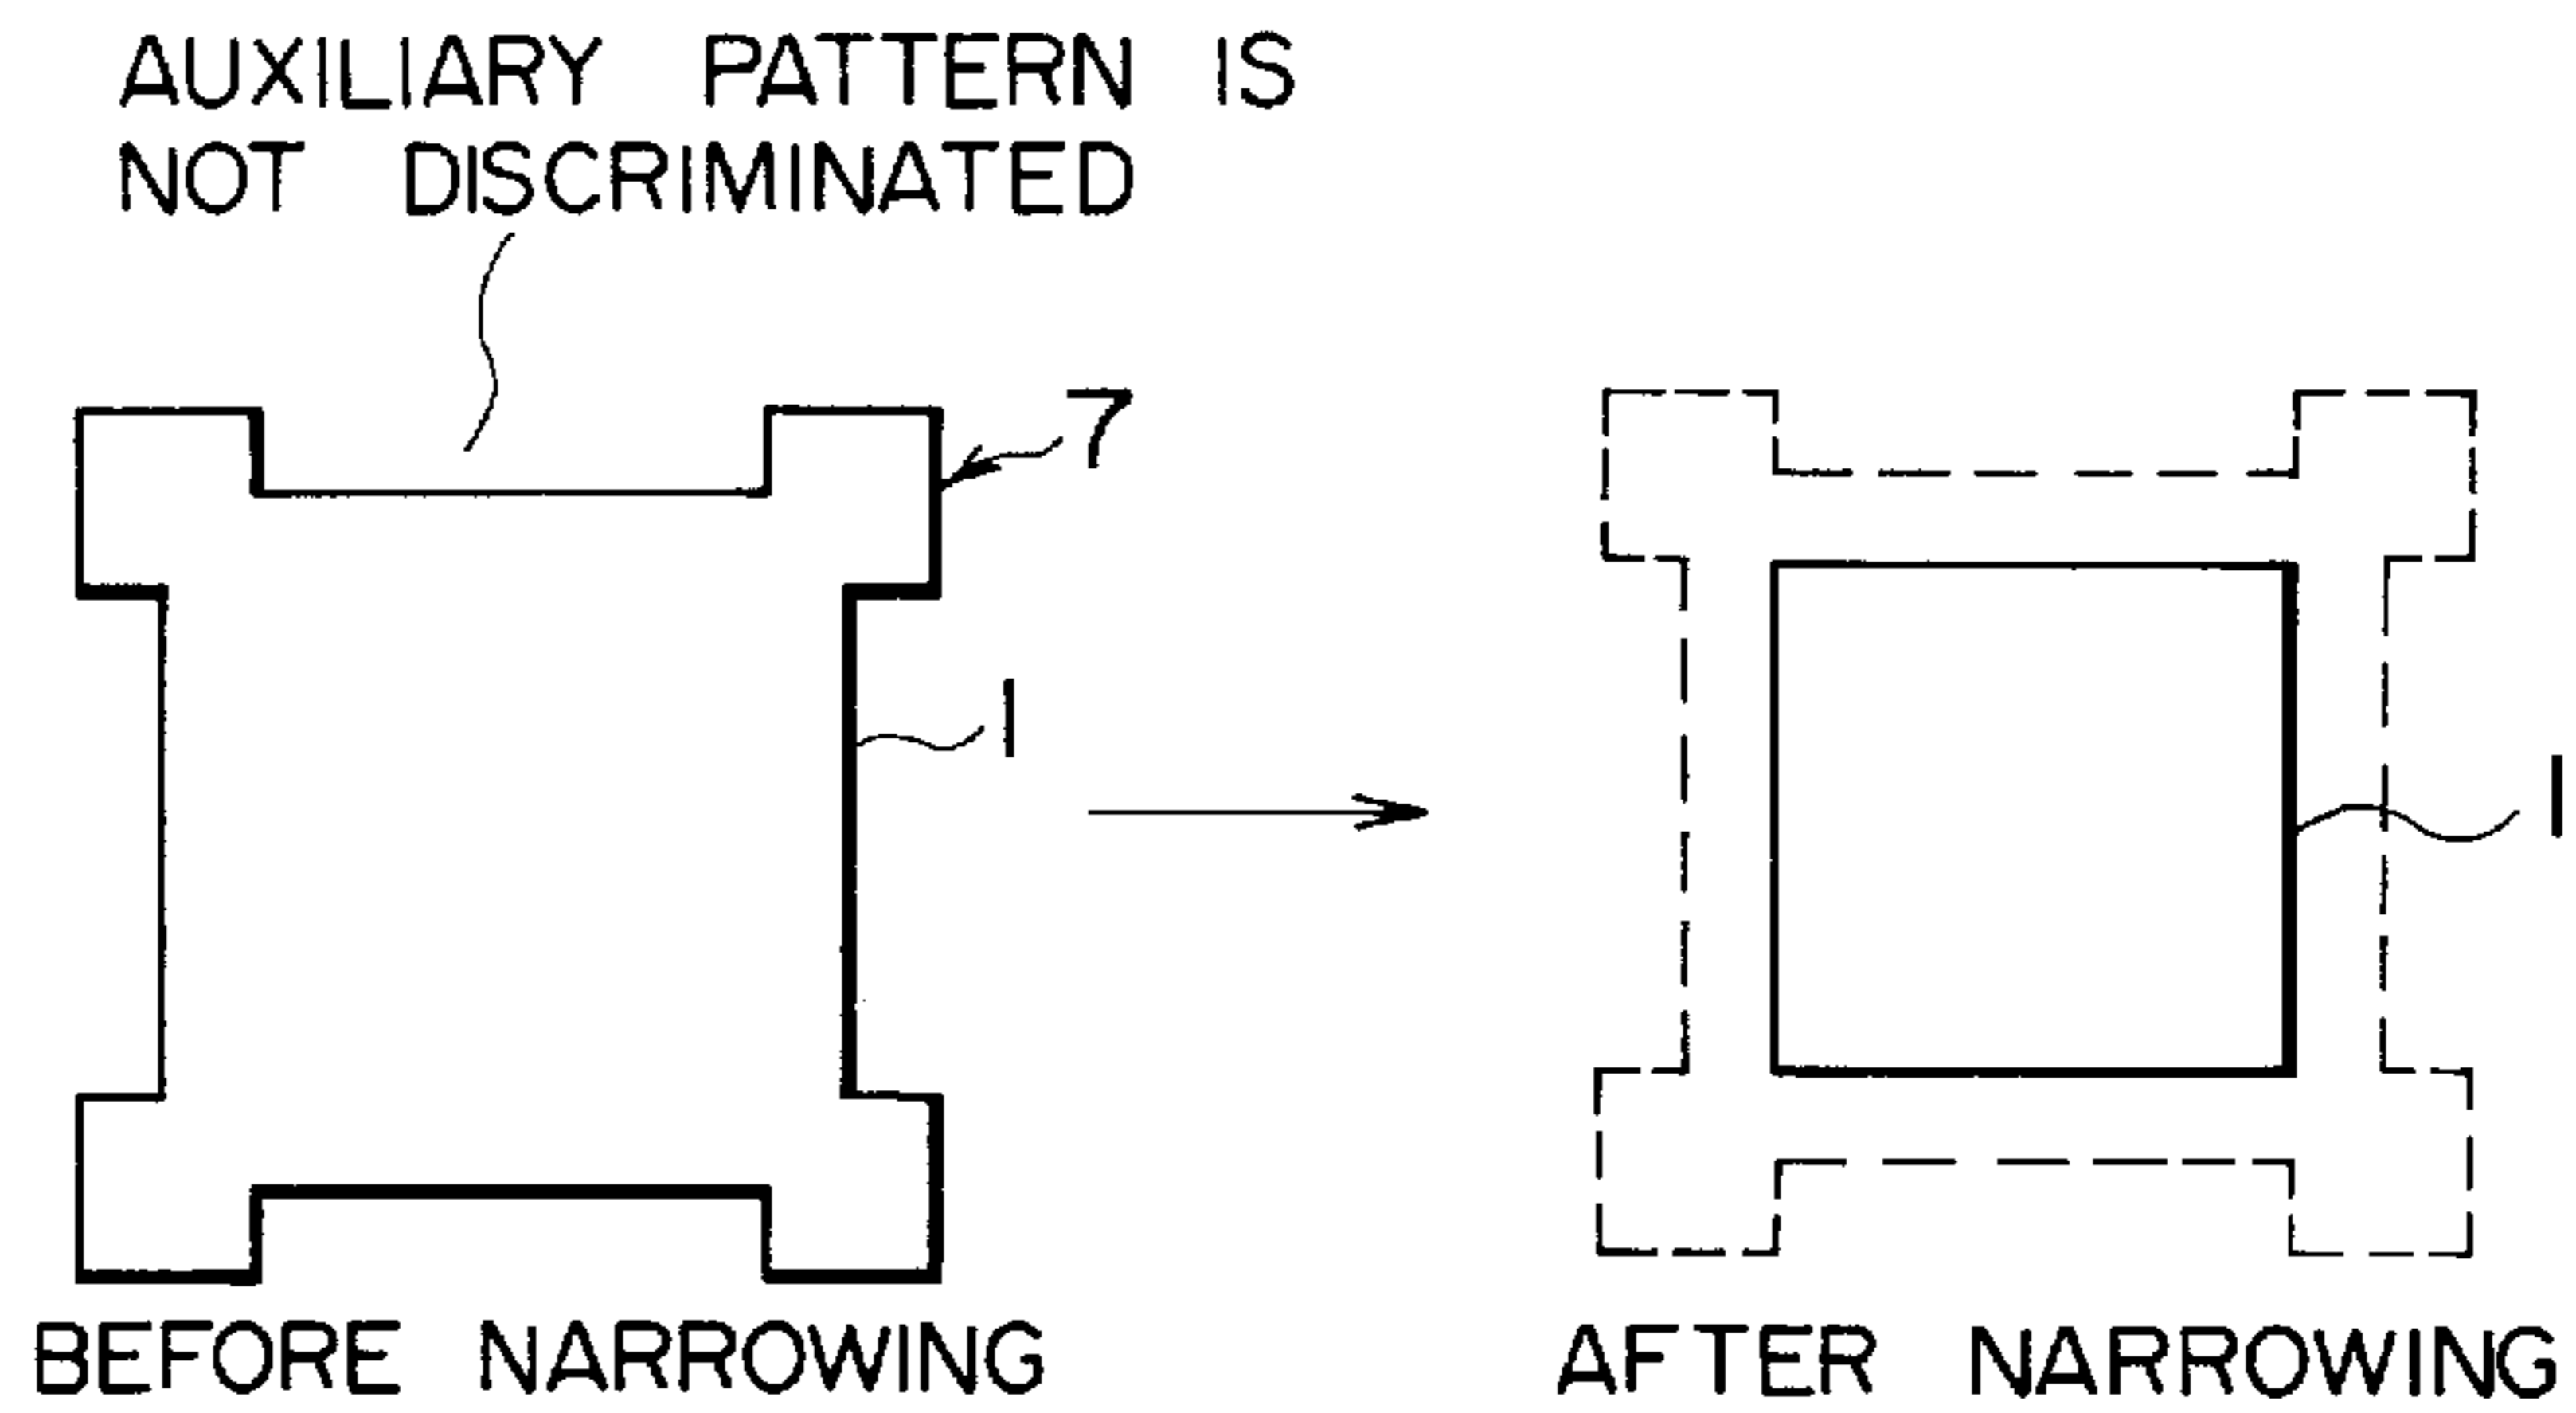 AUXILIARY PATTERN IS
NOT DISCRIMINATED
7
1
1
BEFORE NARROWING
AFTER NARROWING